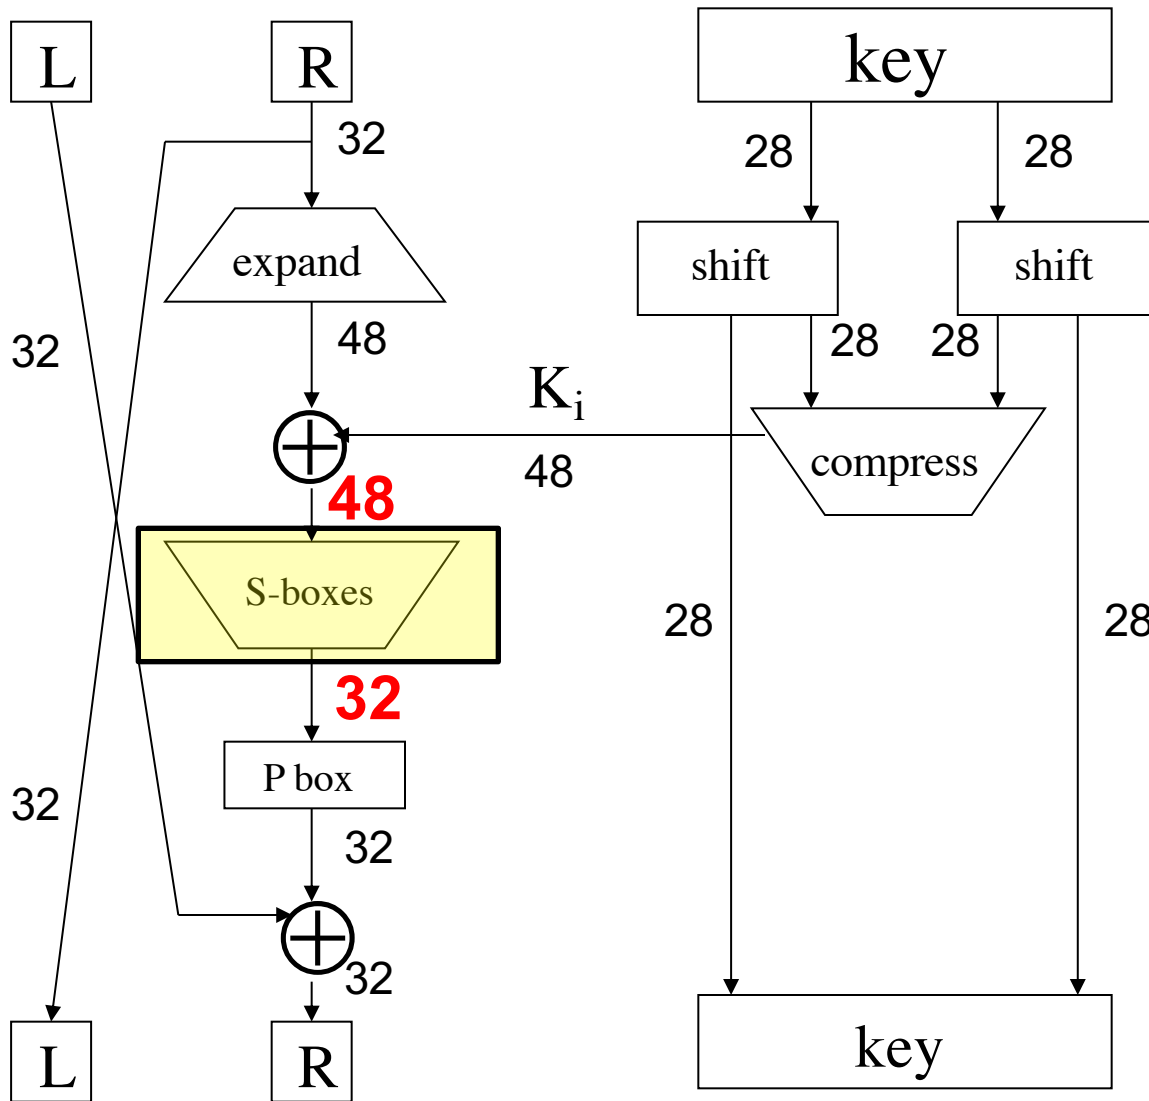 L
R
key
32
28
28
expand
shift
shift
32
48
28
28
Kᵢ
48
compress
48
S-boxes
28
28
32
P box
32
32
32
L
R
key